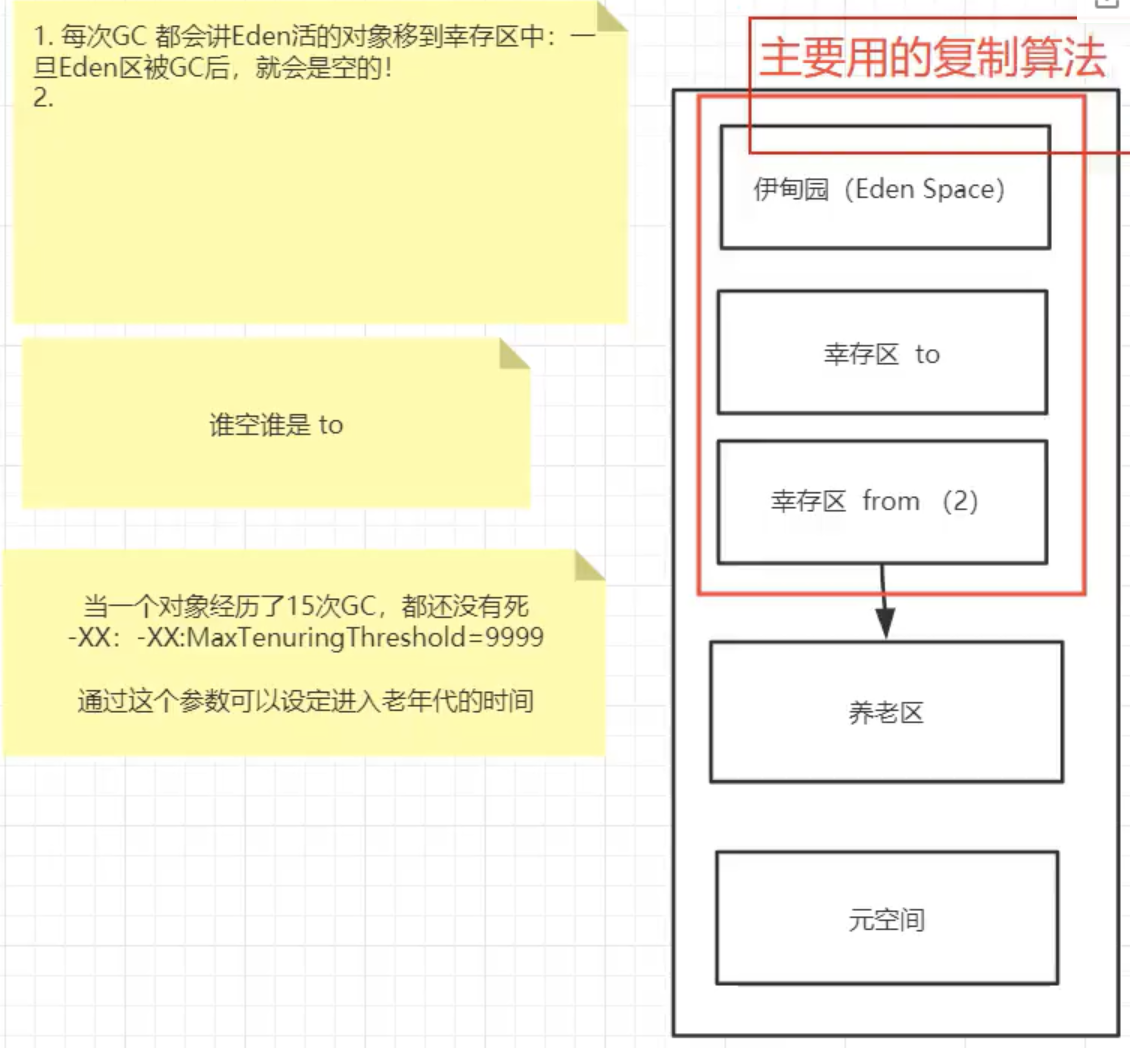 1. 每次GC 都会讲Eden活的对象移到幸存区中：一
旦Eden区被GC后，就会是空的！
2.
谁空谁是 to
当一个对象经历了15次GC，都还没有死
-XX：-XX:MaxTenuringThreshold=9999
通过这个参数可以设定进入老年代的时间
主要用的复制算法
伊甸园（Eden Space）
幸存区 to
幸存区 from （2）
养老区
元空间